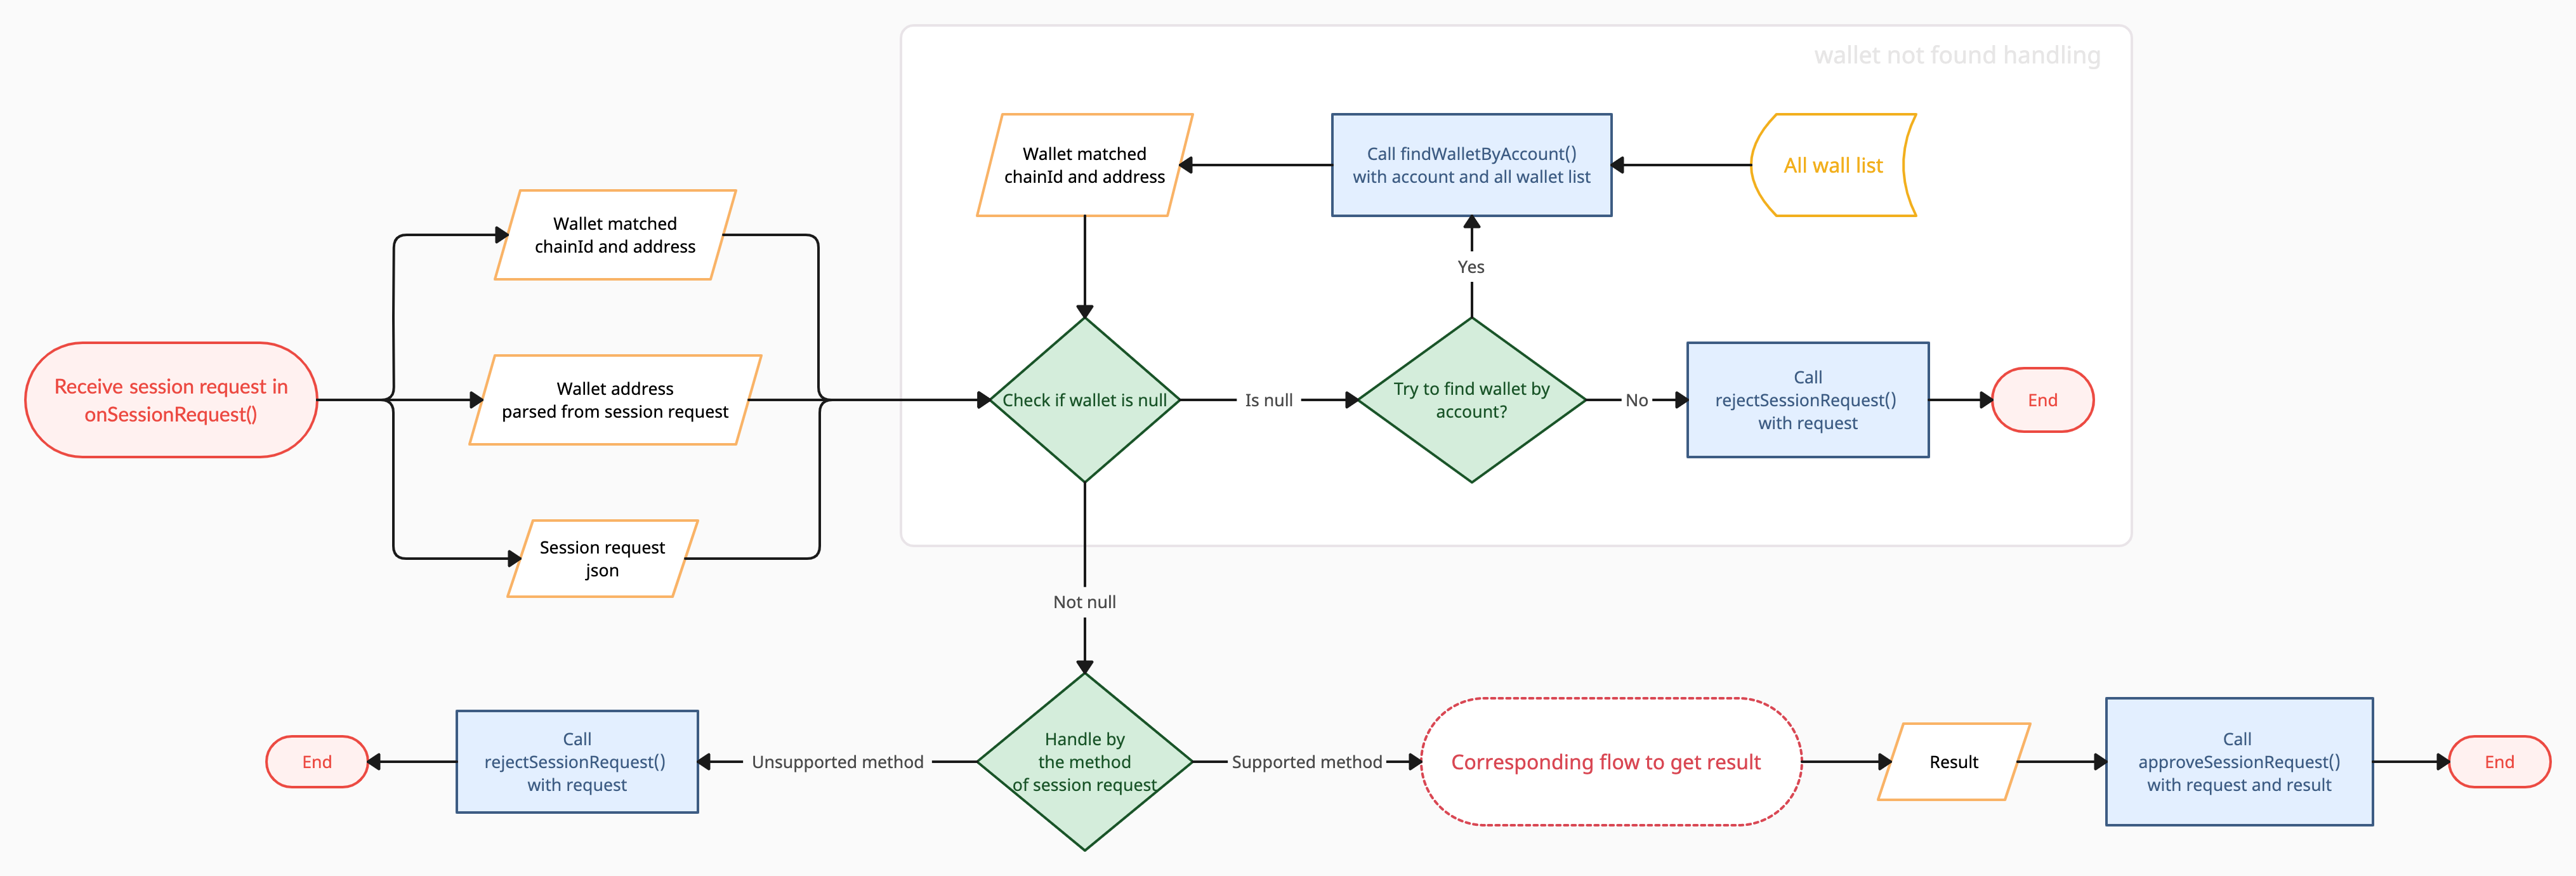 wallet not found handling
Wallet matched
chainId and address
Call findWalletByAccount()
with account and all wallet list
All wall list
Wallet matched
chainId and address
Yes
Receive session request in
onSessionRequest()
Wallet address
parsed from session request
Check if wallet is null
Is null
Try to find wallet by
account?
No
Call
rejectSessionRequest()
with request
End
Session request
json
Not null
End
Call
rejectSessionRequest()
with request
Unsupported method
Handle by
the method
of session request
Supported method
Corresponding flow to get result
Result
Call
approveSessionRequest()
with request and result
End